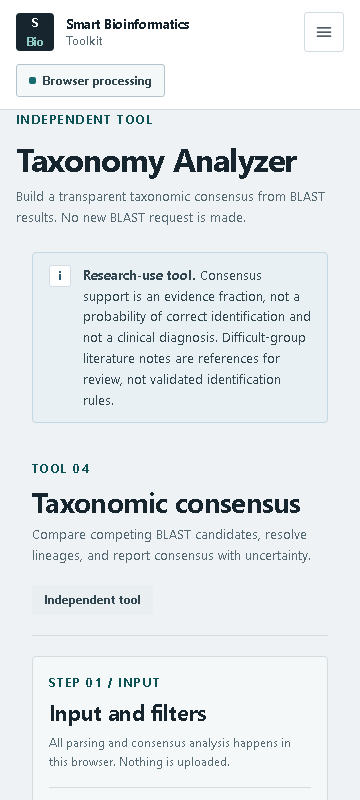 S
Bio
Smart Bioinformatics
Toolkit
Browser processing
INDEPENDENT TOOL
Taxonomy Analyzer
Build a transparent taxonomic consensus from BLAST
results. No new BLAST request is made.
i
Research-use tool. Consensus
support is an evidence fraction, not a
probability of correct identification and
not a clinical diagnosis. Difficult-group
literature notes are references for
review, not validated identification
rules.
TOOL 04
Taxonomic consensus
Compare competing BLAST candidates, resolve
lineages, and report consensus with uncertainty.
Independent tool
STEP 01 / INPUT
Input and filters
All parsing and consensus analysis happens in
this browser. Nothing is uploaded.